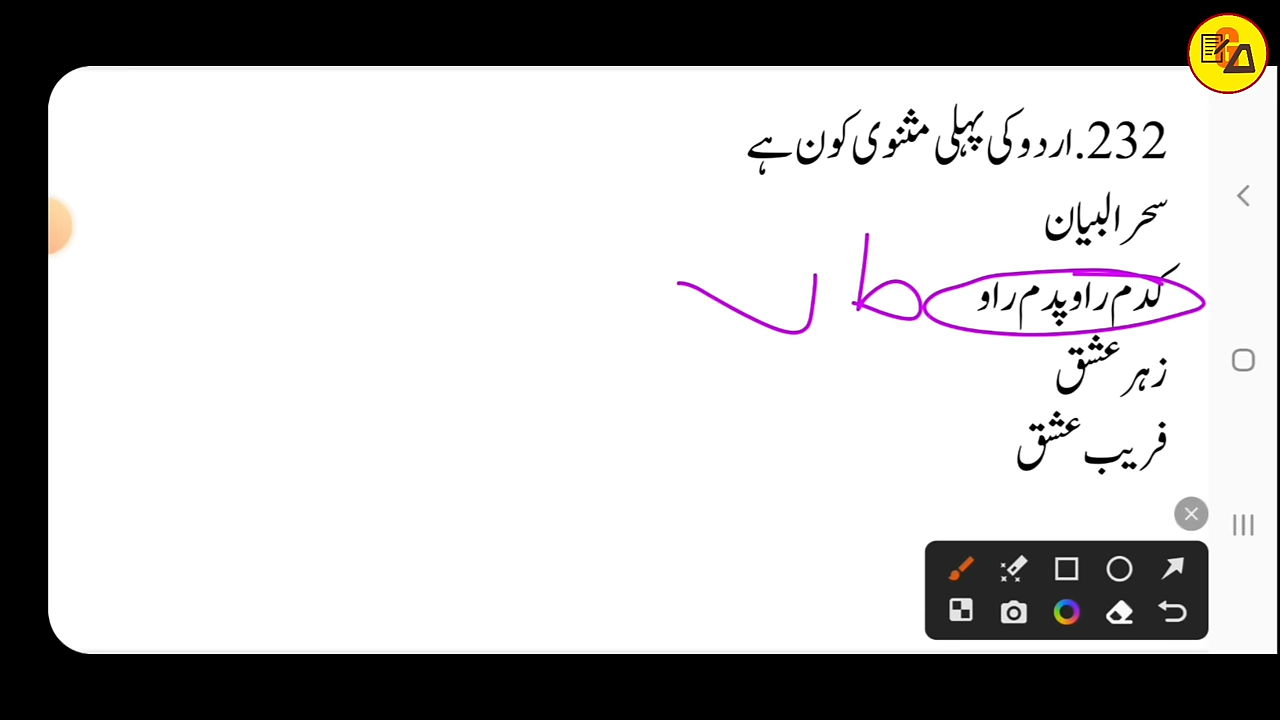 232.اردو کی پہلی مثنوی کون ہے
سحر البیان
کدم راو پدم راو b
زہر عشق
فریب عشق